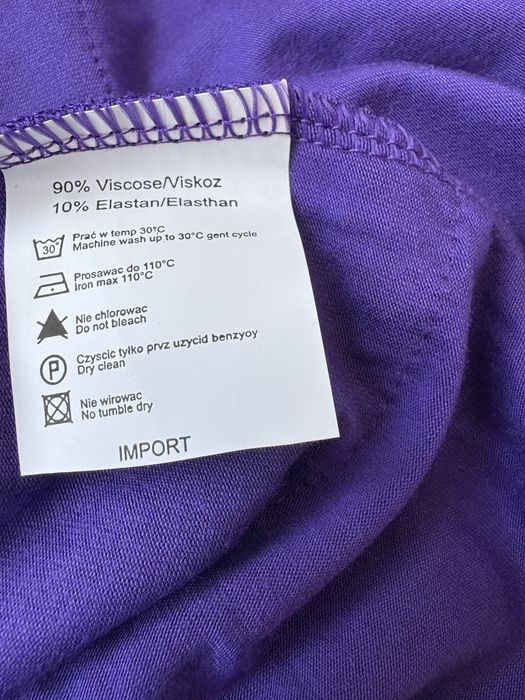 90% Viscose/Viskoz
10% Elastan/Elasthan
30°
Prać w temp 30°C
Machine wash up to 30°C gent cycle
Prosawac do 110°C
Iron max 110°C
Nie chlorowac
Do not bleach
P
Czyscic tyłko prvz uzycid benzyoy
Dry clean
Nie wirowac
No tumble dry
IMPORT